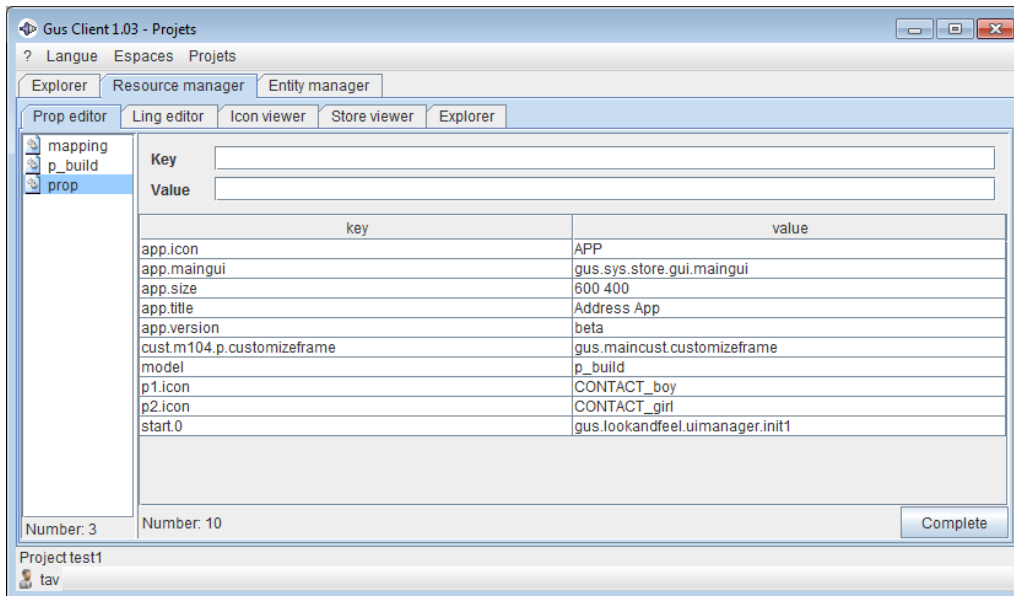 Gus Client 1.03 - Projets
? Langue Espaces Projets
Explorer Resource manager Entity manager
Prop editor Ling editor Icon viewer Store viewer Explorer
mapping
p_build
prop
Key
Value
key value
app.icon APP
app.maingui gus.sys.store.gui.maingui
app.size 600 400
app.title Address App
app.version beta
cust.m104.p.customizeframe gus.maincust.customizeframe
model p_build
p1.icon CONTACT_boy
p2.icon CONTACT_girl
start.0 gus.lookandfeel.uimanager.init1
Number: 3 Number: 10 Complete
Project test1
tav